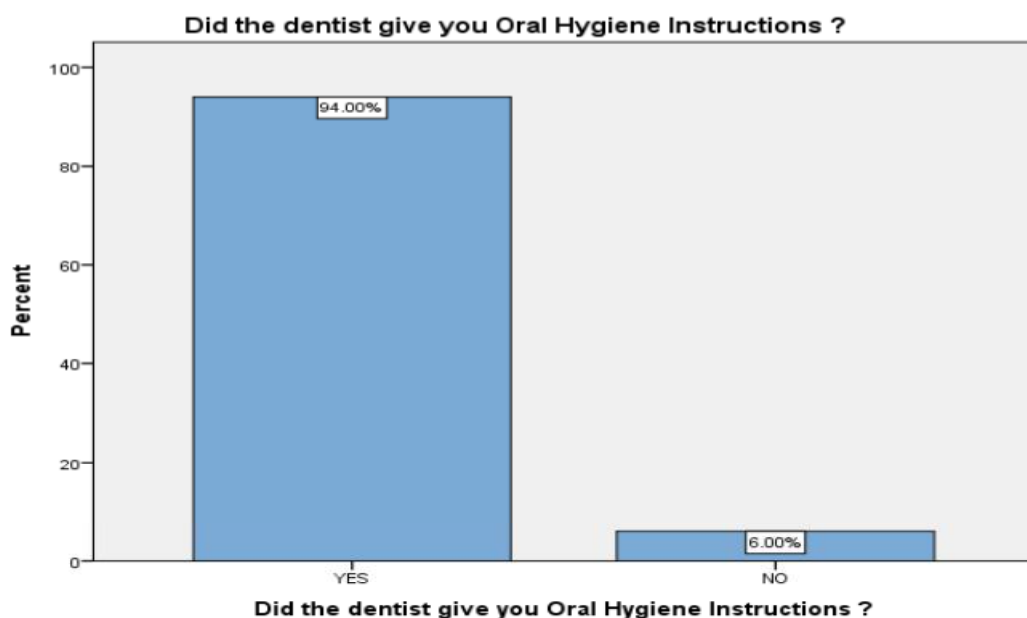 Did the dentist give you Oral Hygiene Instructions ?
100
80
60
40
20
0
Percent
94.00%
6.00%
YES
NO
Did the dentist give you Oral Hygiene Instructions ?